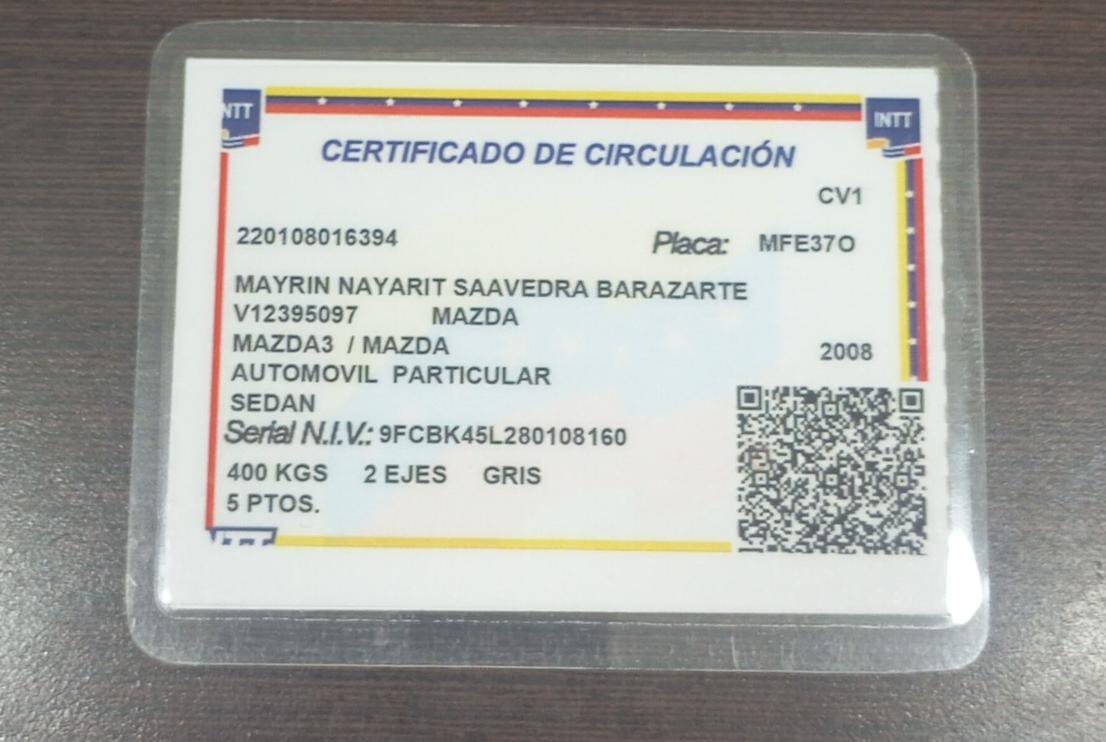 NTT
INTT
CERTIFICADO DE CIRCULACIÓN
CV1
220108016394 Placa: MFE37O
MAYRIN NAYARIT SAAVEDRA BARAZARTE
V12395097 MAZDA
MAZDA3 / MAZDA 2008
AUTOMOVIL PARTICULAR
SEDAN
Serial N.I.V.: 9FCBK45L280108160
400 KGS 2 EJES GRIS
5 PTOS.